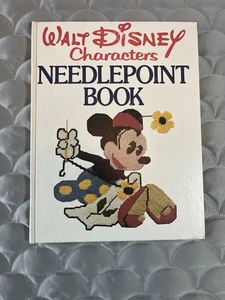 WALT DISNEY
Characters
NEEDLEPOINT
BOOK